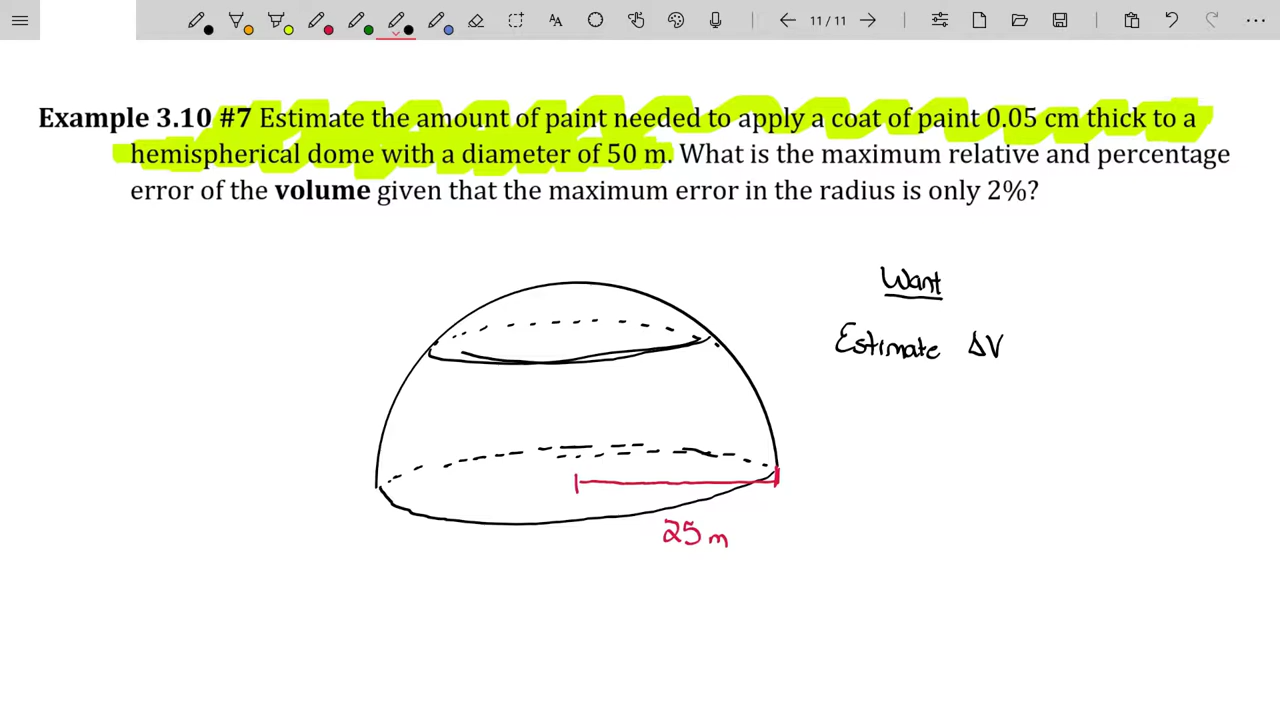 11 / 11
Example 3.10 #7 Estimate the amount of paint needed to apply a coat of paint 0.05 cm thick to a
hemispherical dome with a diameter of 50 m. What is the maximum relative and percentage
error of the volume given that the maximum error in the radius is only 2%?
Want
Estimate ΔV
25 m